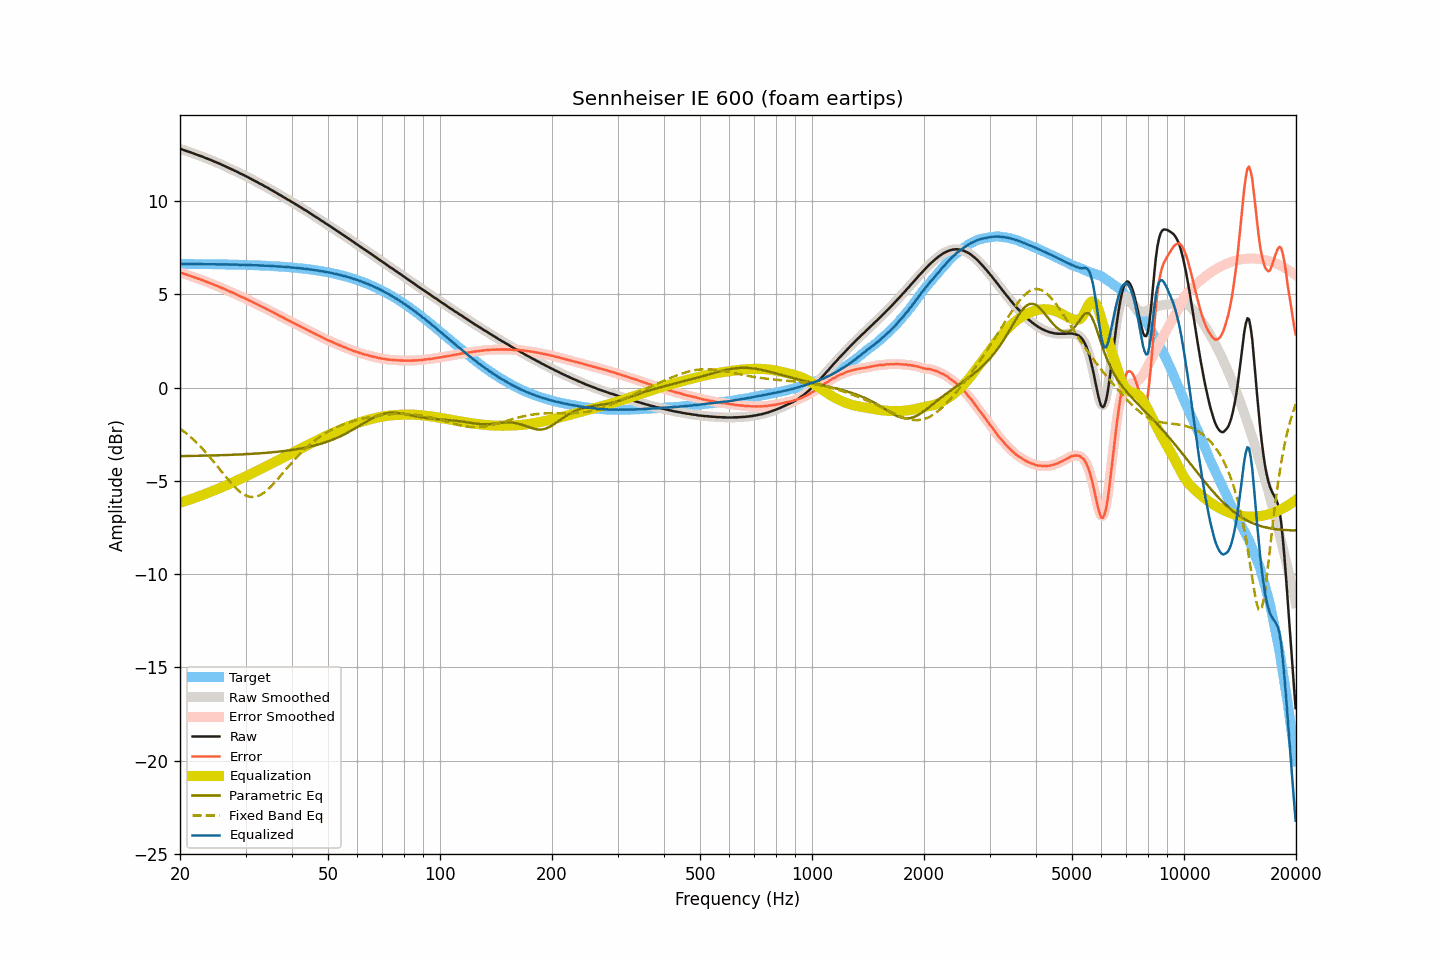 Sennheiser IE 600 (foam eartips)
Amplitude (dBr)
10
5
0
−5
−10
−15
−20
−25
Target
Raw Smoothed
Error Smoothed
Raw
Error
Equalization
Parametric Eq
Fixed Band Eq
Equalized
20 50 100 200 500 1000 2000 5000 10000 20000
Frequency (Hz)